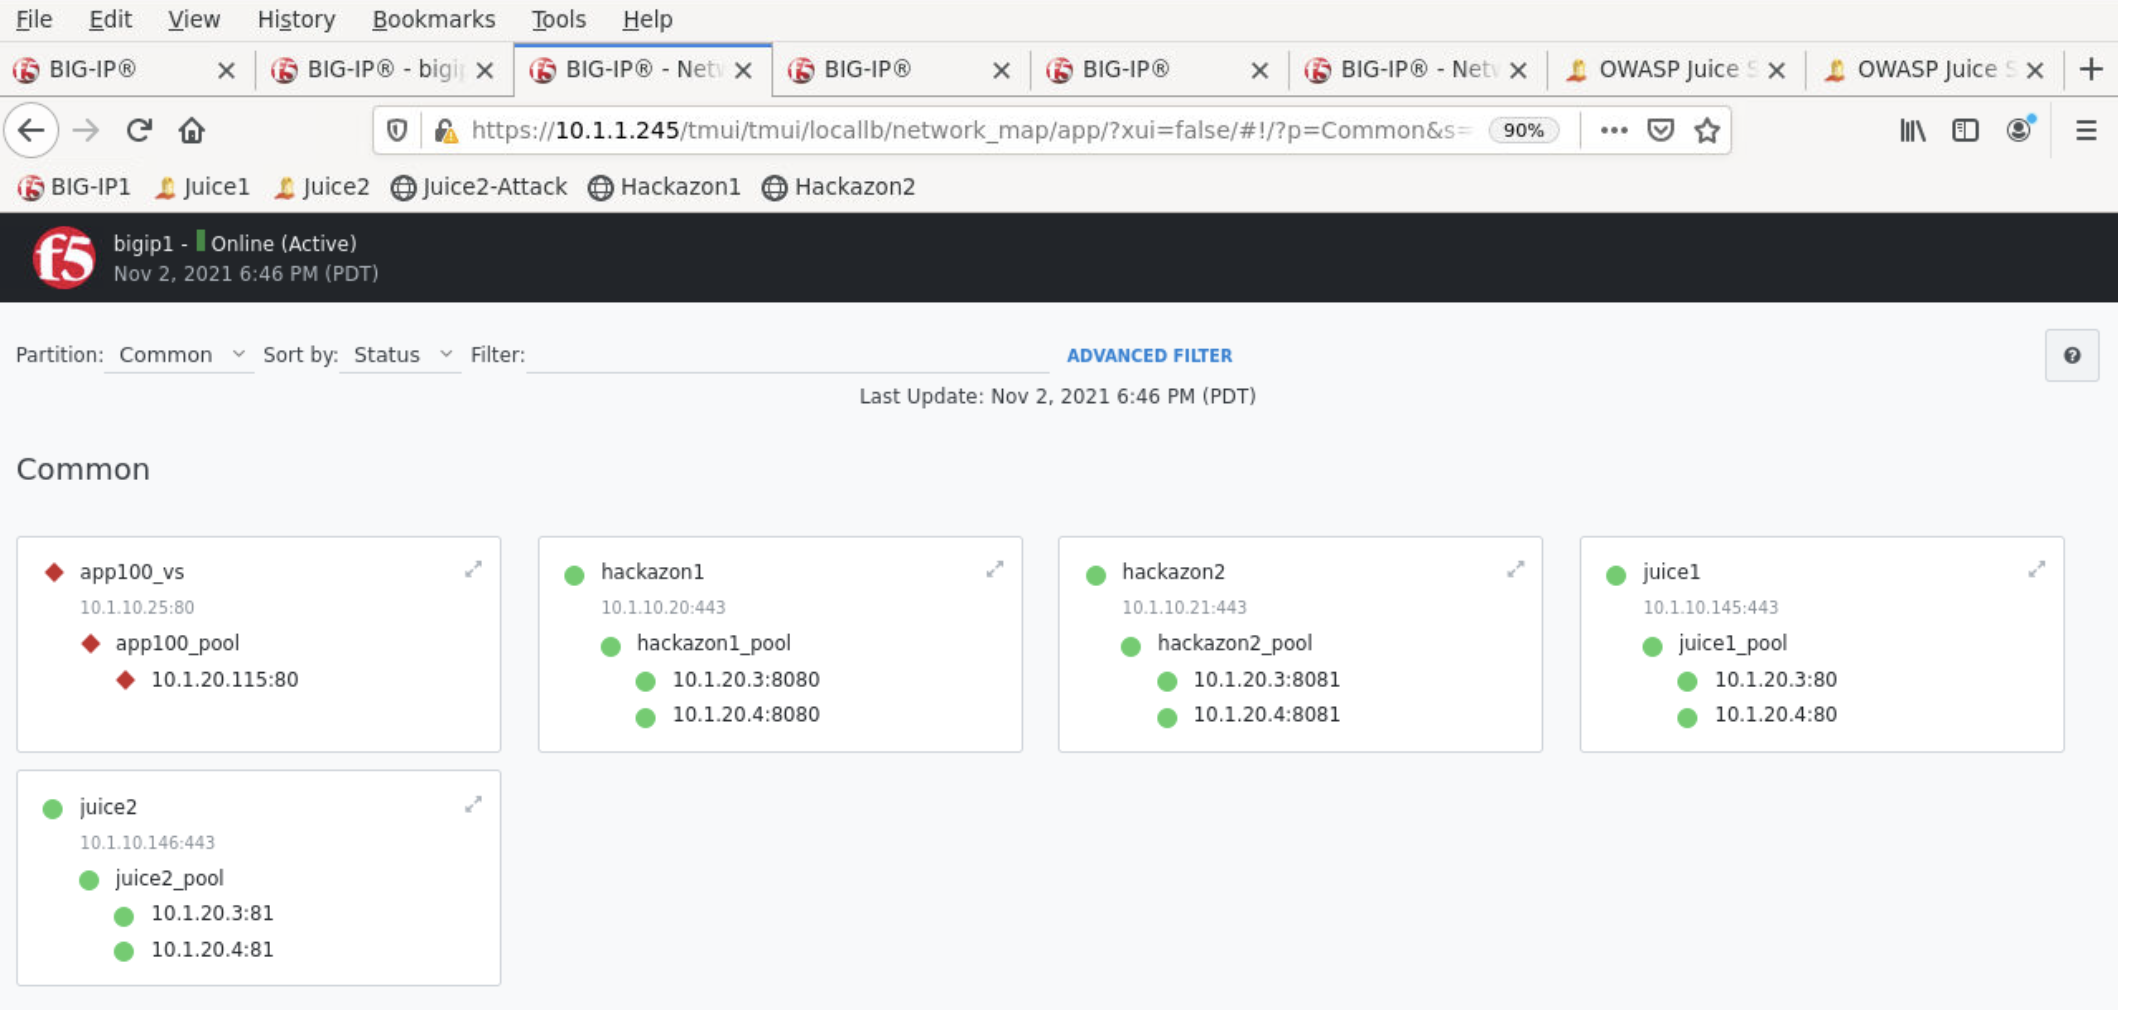 File Edit View History Bookmarks Tools Help
BIG-IP® BIG-IP® - bigip BIG-IP® - Netw BIG-IP® BIG-IP® BIG-IP® - Netw OWASP Juice S OWASP Juice S
https://10.1.1.245/tmui/tmui/locallb/network_map/app/?xui=false/#!/?p=Common&s= 90%
BIG-IP1 Juice1 Juice2 Juice2-Attack Hackazon1 Hackazon2
f5
bigip1 - Online (Active)
Nov 2, 2021 6:46 PM (PDT)
Partition: Common Sort by: Status Filter: ADVANCED FILTER
Last Update: Nov 2, 2021 6:46 PM (PDT)
Common
app100_vs
10.1.10.25:80
app100_pool
10.1.20.115:80
hackazon1
10.1.10.20:443
hackazon1_pool
10.1.20.3:8080
10.1.20.4:8080
hackazon2
10.1.10.21:443
hackazon2_pool
10.1.20.3:8081
10.1.20.4:8081
juice1
10.1.10.145:443
juice1_pool
10.1.20.3:80
10.1.20.4:80
juice2
10.1.10.146:443
juice2_pool
10.1.20.3:81
10.1.20.4:81